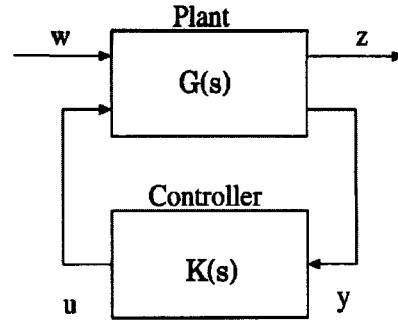 Plant
w
z
G(s)
Controller
K(s)
u
y